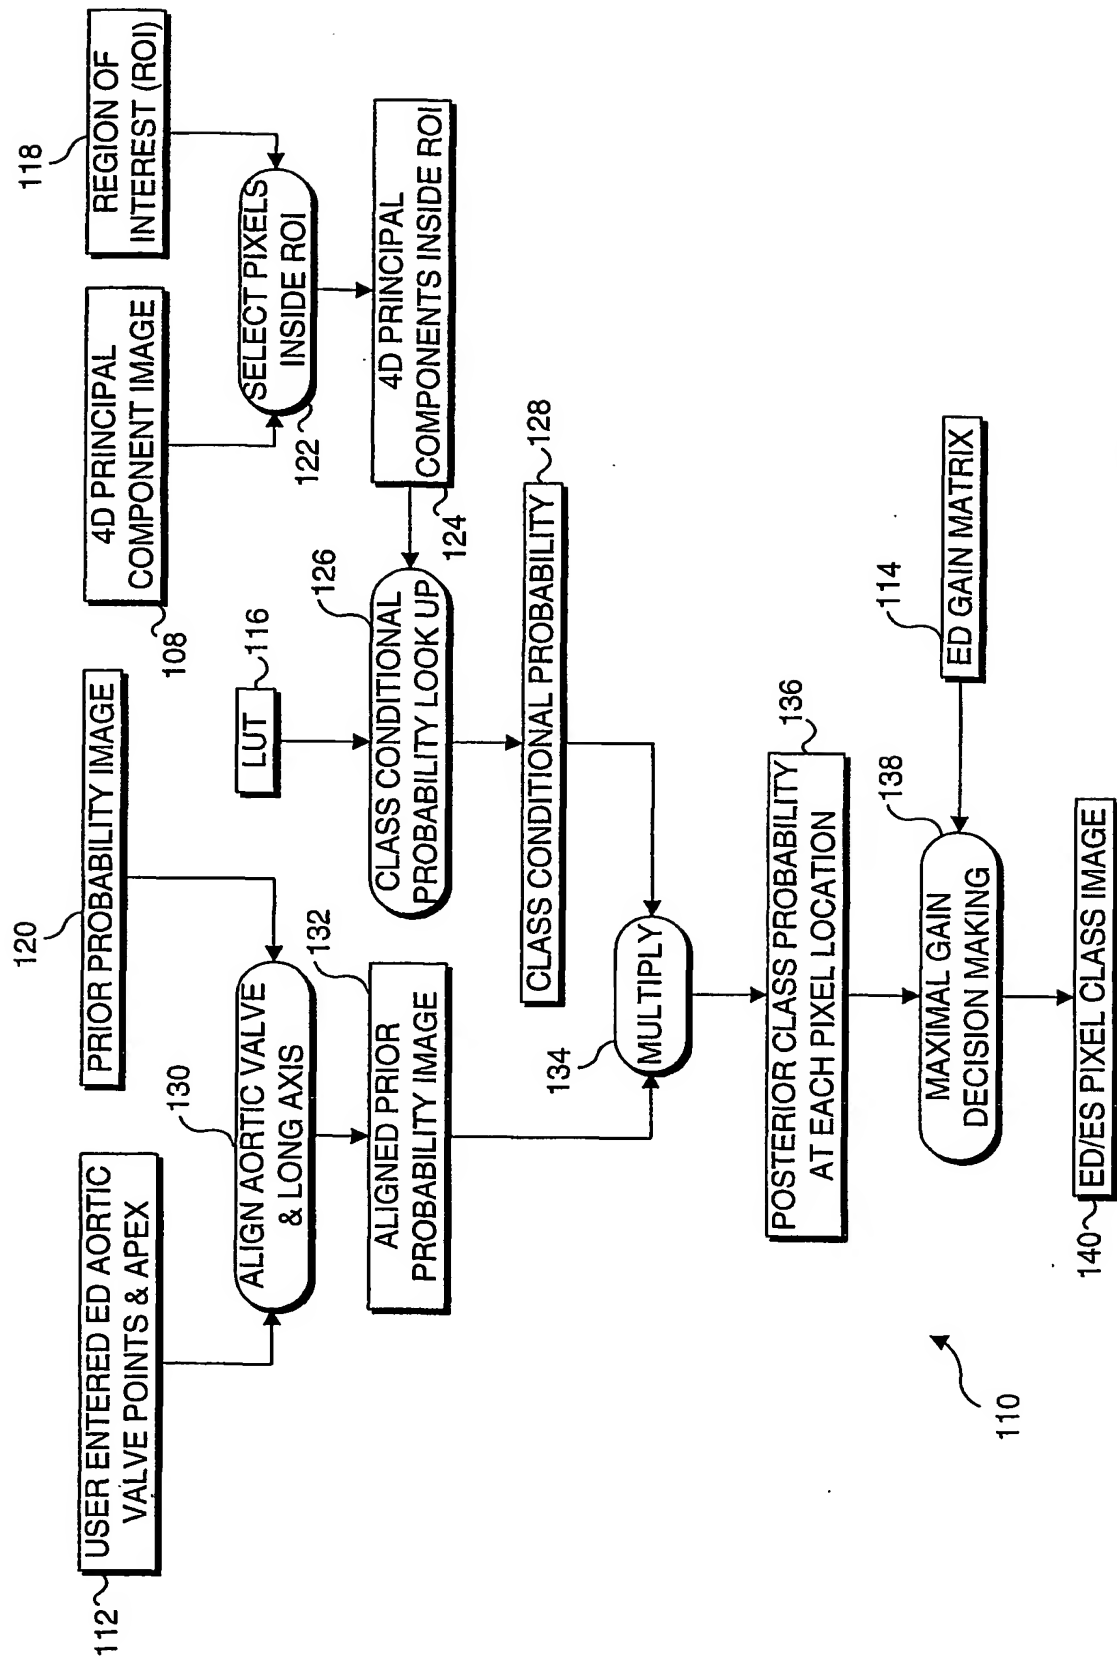 112
USER ENTERED ED AORTIC
VALVE POINTS & APEX
120
PRIOR PROBABILITY IMAGE
108
4D PRINCIPAL
COMPONENT IMAGE
118
REGION OF
INTEREST (ROI)
130
ALIGN AORTIC VALVE
& LONG AXIS
LUT
116
122
SELECT PIXELS
INSIDE ROI
132
ALIGNED PRIOR
PROBABILITY IMAGE
126
CLASS CONDITIONAL
PROBABILITY LOOK UP
124
4D PRINCIPAL
COMPONENTS INSIDE ROI
CLASS CONDITIONAL PROBABILITY
128
134
MULTIPLY
136
POSTERIOR CLASS PROBABILITY
AT EACH PIXEL LOCATION
138
MAXIMAL GAIN
DECISION MAKING
114
ED GAIN MATRIX
140
ED/ES PIXEL CLASS IMAGE
110